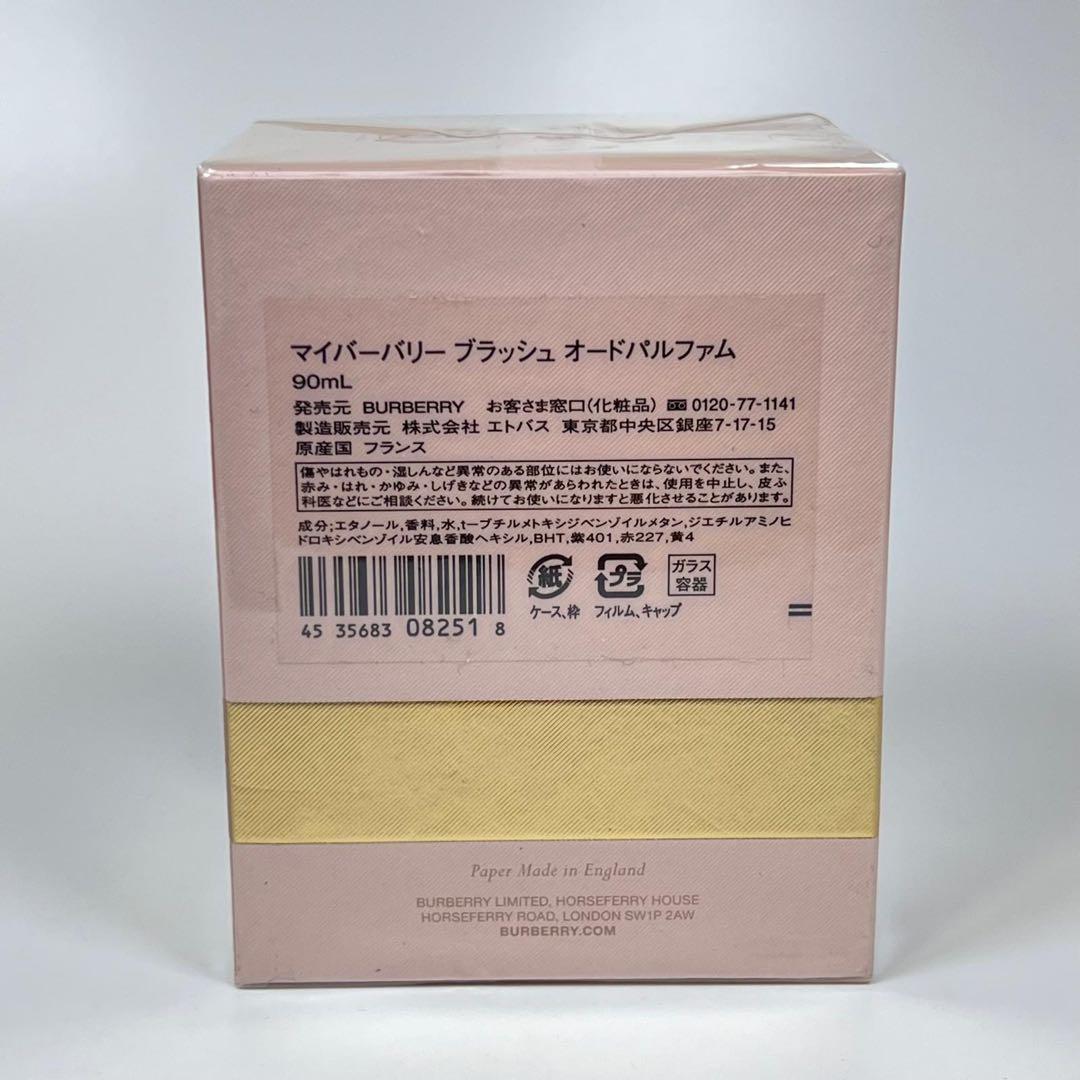 マイバーバリー ブラッシュ オードパルファム
90mL
発売元 BURBERRY お客さま窓口(化粧品) 0120-77-1141
製造販売元 株式会社 エトバス 東京都中央区銀座7-17-15
原産国 フランス
傷やはれもの・湿しんなど異常のある部位にはお使いにならないでください。また、
赤み・はれ・かゆみ・しげきなどの異常があらわれたときは、使用を中止し、皮ふ
科医などにご相談ください。続けてお使いになりますと悪化させることがあります。
成分;エタノール,香料,水,t-ブチルメトキシジベンゾイルメタン,ジエチルアミノヒ
ドロキシベンゾイル安息香酸ヘキシル,BHT,紫401,赤227,黄4
紙 プラ ガラス
容器
ケース、枠 フィルム、キャップ
45 35683 08251 8
Paper Made in England
BURBERRY LIMITED, HORSEFERRY HOUSE
HORSEFERRY ROAD, LONDON SW1P 2AW
BURBERRY.COM